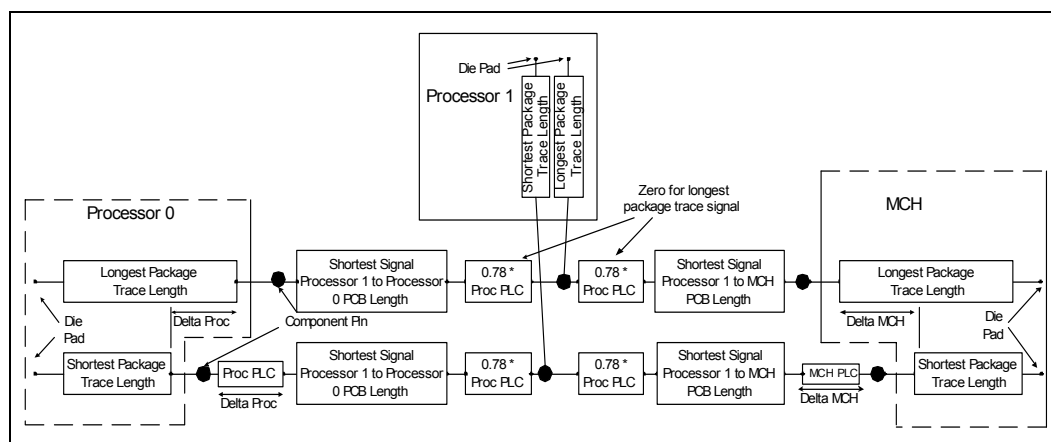 Die Pad
Processor 1
Shortest Package
Trace Length
Longest Package
Trace Length
Zero for longest
package trace signal
Processor 0
MCH
Longest Package
Trace Length
Shortest Signal
Processor 1 to Processor
0 PCB Length
0.78 *
Proc PLC
0.78 *
Proc PLC
Shortest Signal
Processor 1 to MCH
PCB Length
Longest Package
Trace Length
Die
Pad
Delta Proc
Component Pin
Delta MCH
Die
Pad
Shortest Package
Trace Length
Proc PLC
Delta Proc
Shortest Signal
Processor 1 to Processor
0 PCB Length
0.78 *
Proc PLC
0.78 *
Proc PLC
Shortest Signal
Processor 1 to MCH
PCB Length
MCH PLC
Delta MCH
Shortest Package
Trace Length